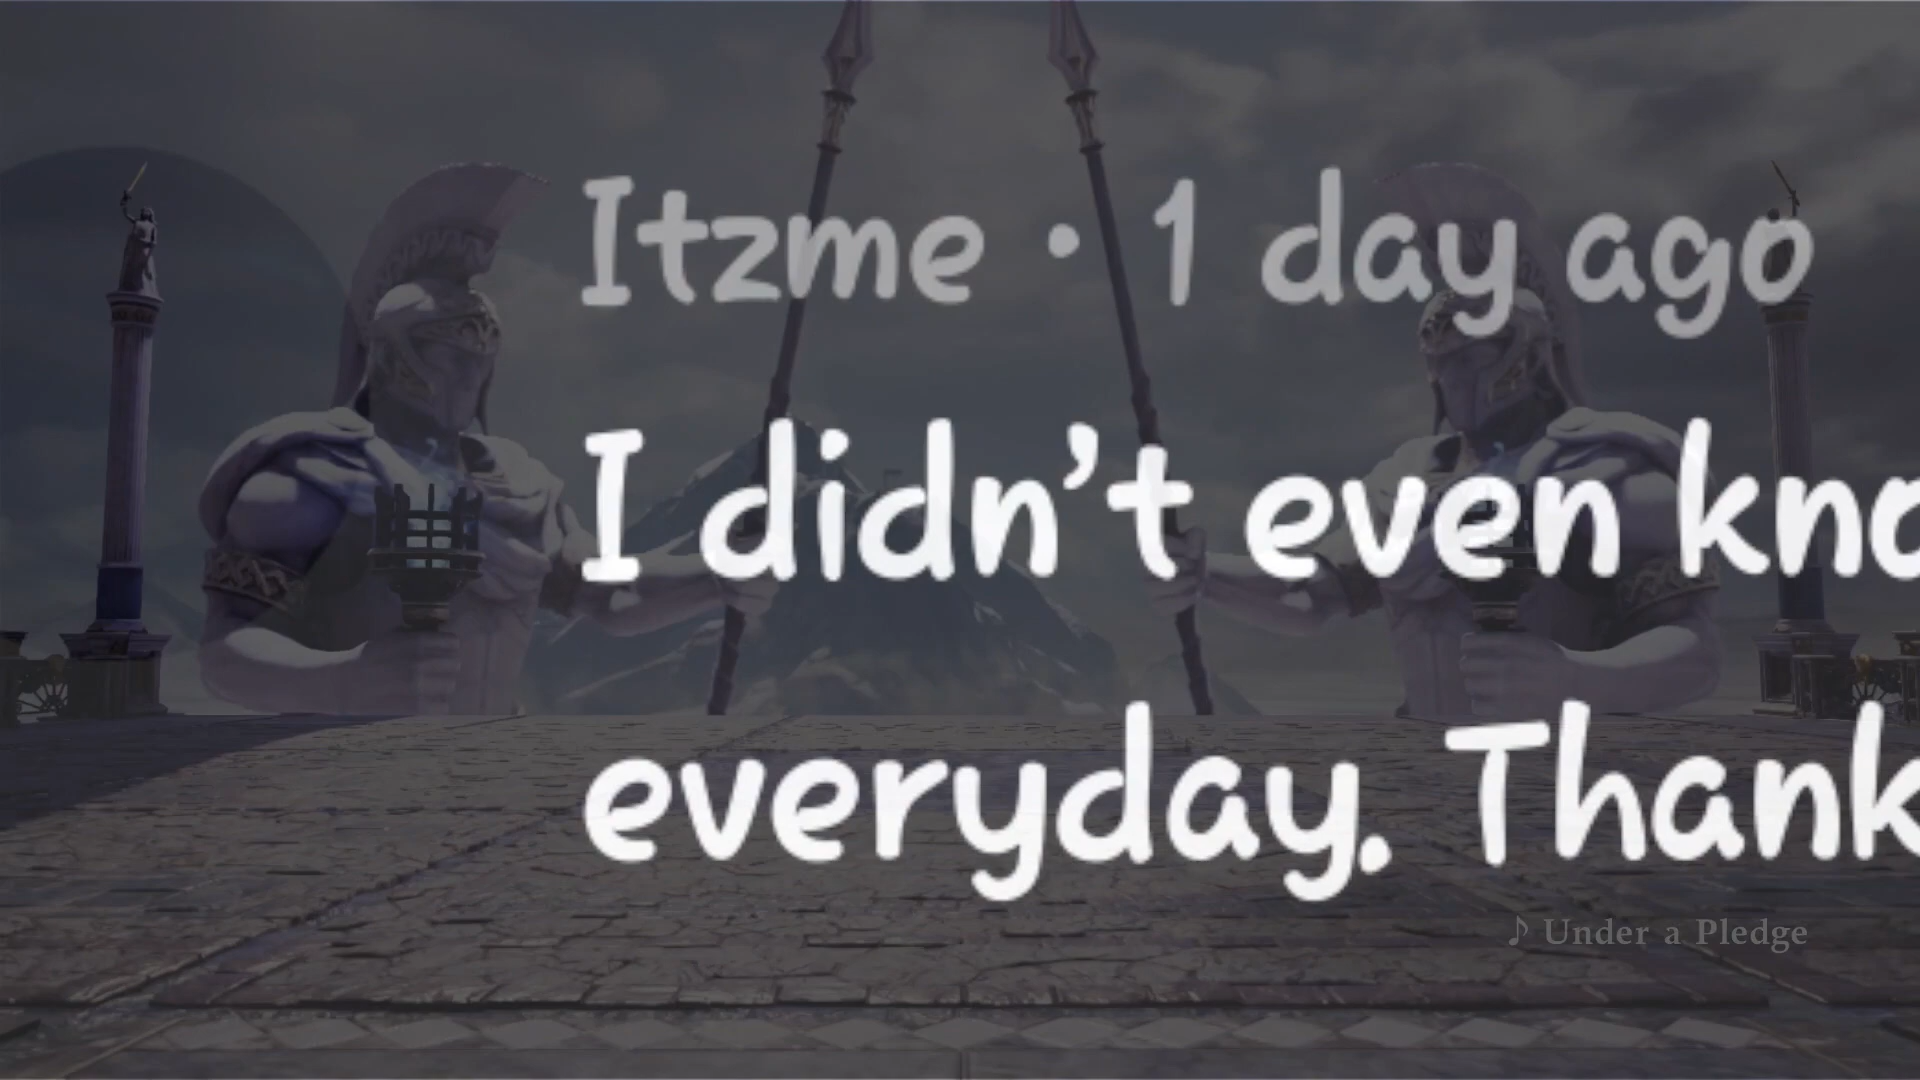 Itzme · 1 day ago
I didn't even kno
everyday. Thank
♪ Under a Pledge